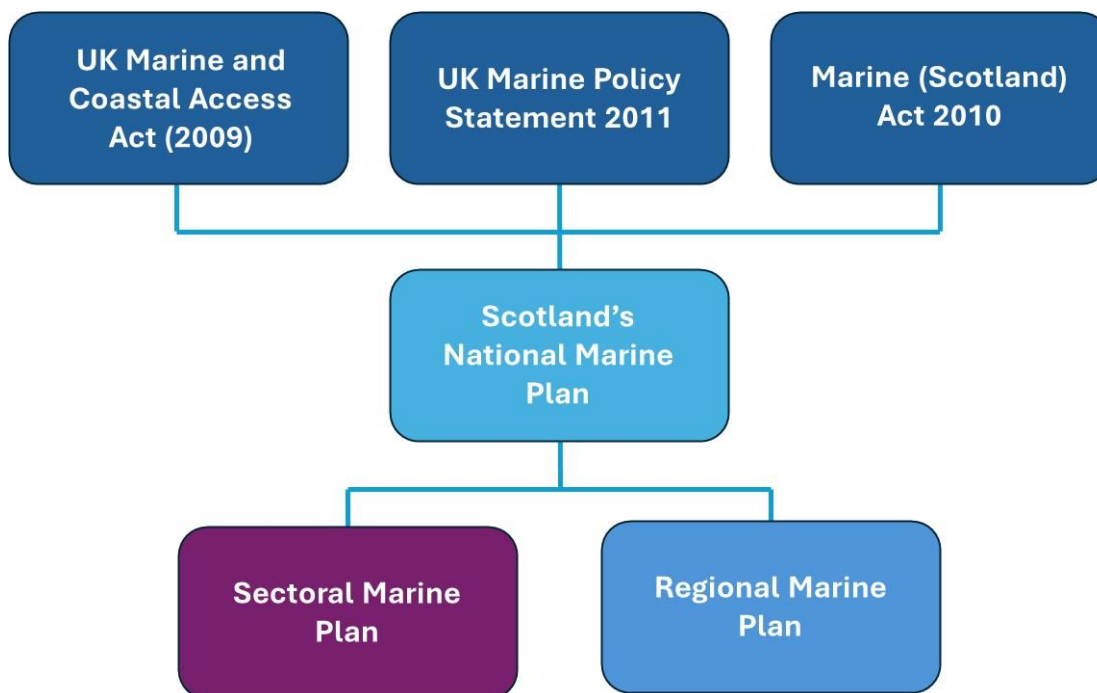 UK Marine and
Coastal Access
Act (2009)
UK Marine Policy
Statement 2011
Marine (Scotland)
Act 2010
Scotland’s
National Marine
Plan
Sectoral Marine
Plan
Regional Marine
Plan